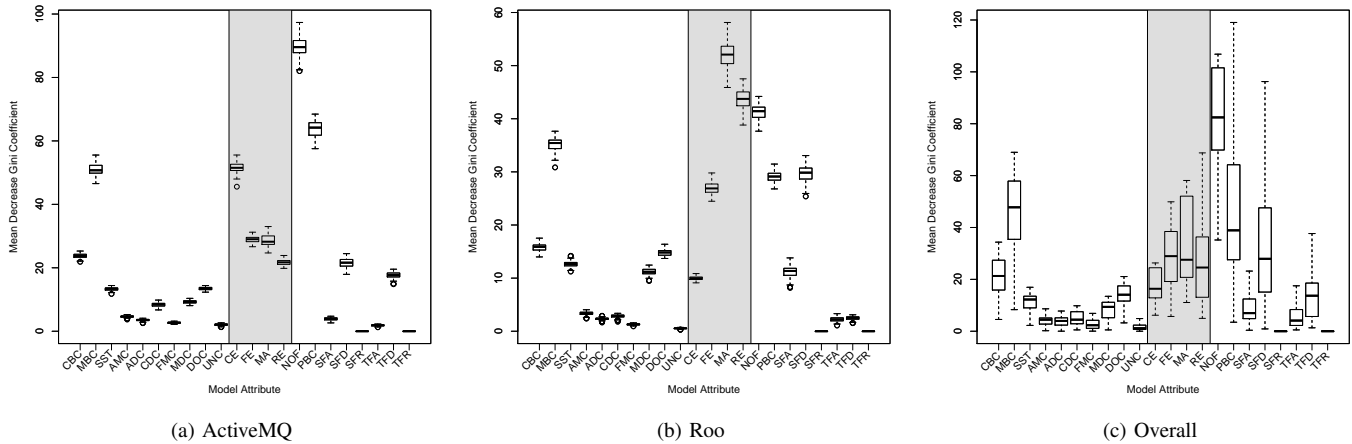 100
80
60
40
20
0
Mean Decrease Gini Coefficient
CBC
MBC
SST
AMC
ADC
CDC
FMC
MDC
DOC
UNC
CE
FE
MA
RE
NOF
PBC
SFA
SFD
SFR
TFA
TFD
TFR
Model Attribute
(a) ActiveMQ
60
50
40
30
20
10
0
Mean Decrease Gini Coefficient
CBC
MBC
SST
AMC
ADC
CDC
FMC
MDC
DOC
UNC
CE
FE
MA
RE
NOF
PBC
SFA
SFD
SFR
TFA
TFD
TFR
Model Attribute
(b) Roo
120
100
80
60
40
20
0
Mean Decrease Gini Coefficient
CBC
MBC
SST
AMC
ADC
CDC
FMC
MDC
DOC
UNC
CE
FE
MA
RE
NOF
PBC
SFA
SFD
SFR
TFA
TFD
TFR
Model Attribute
(c) Overall